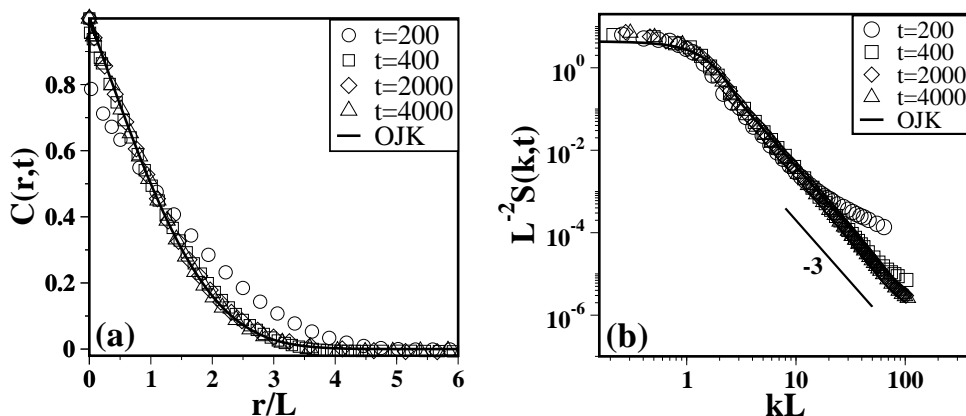 C(r,t)
0.8
0.6
0.4
0.2
0
0 1 2 3 4 5 6
r/L
(a)
t=200
t=400
t=2000
t=4000
OJK
L⁻²S(k,t)
10⁰
10⁻²
10⁻⁴
10⁻⁶
1 10 100
kL
(b)
-3
t=200
t=400
t=2000
t=4000
OJK